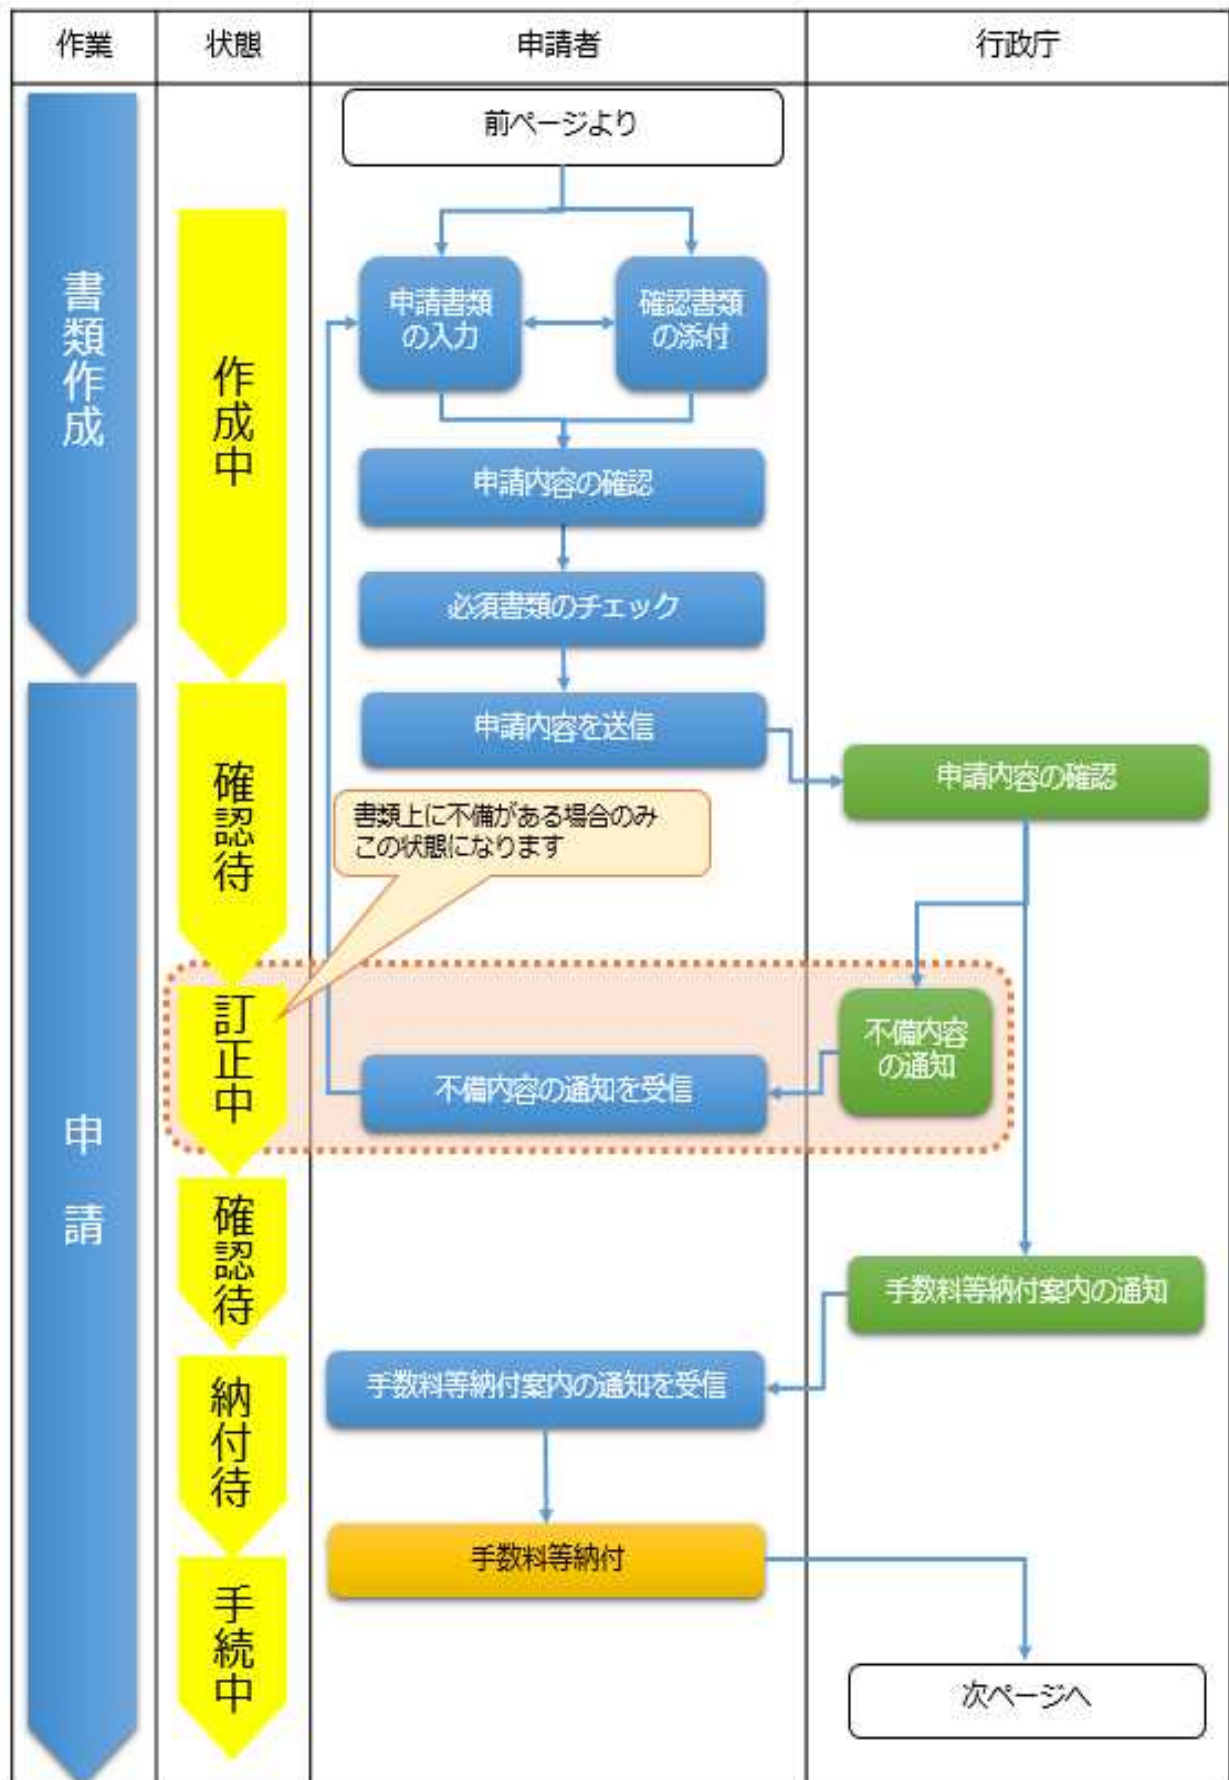 作業
状態
申請者
行政庁
前ページより
書類作成
作成中
申請書類
の入力
確認書類
の添付
申請内容の確認
必須書類のチェック
申請内容を送信
申請内容の確認
確認待
書類上に不備がある場合のみ
この状態になります
訂正中
不備内容
の通知
不備内容の通知を受信
申請
確認待
手数料等納付案内の通知
手数料等納付案内の通知を受信
納付待
手数料等納付
手続中
次ページへ